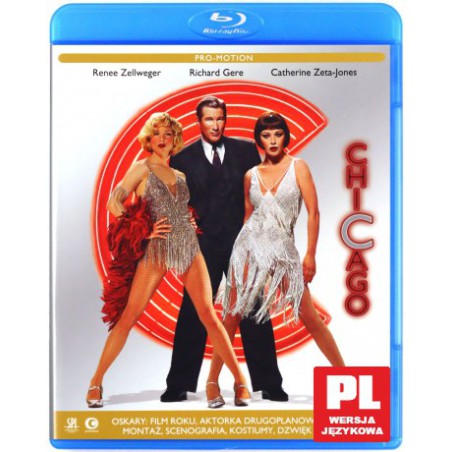 Blu-ray Disc
PRO-MOTION
Renee Zellweger Richard Gere Catherine Zeta-Jones
CHICAGO
PL
WERSJA
JĘZYKOWA
OSKARY: FILM ROKU, AKTORKA DRUGOPLANOW
MONTAŻ, SCENOGRAFIA, KOSTIUMY, DŹWIĘK